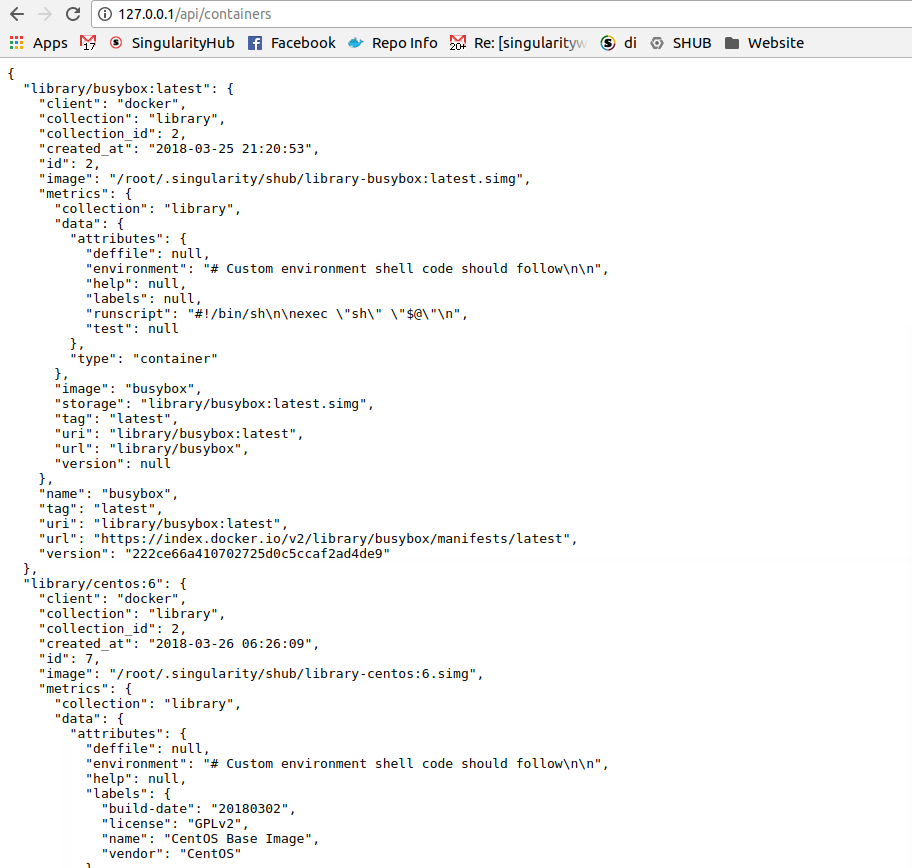 127.0.0.1/api/containers
Apps 17 SingularityHub Facebook Repo Info 20+ Re: [singularityw di SHUB Website
{
  "library/busybox:latest": {
    "client": "docker",
    "collection": "library",
    "collection_id": 2,
    "created_at": "2018-03-25 21:20:53",
    "id": 2,
    "image": "/root/.singularity/shub/library-busybox:latest.simg",
    "metrics": {
      "collection": "library",
      "data": {
        "attributes": {
          "deffile": null,
          "environment": "# Custom environment shell code should follow\n\n",
          "help": null,
          "labels": null,
          "runscript": "#!/bin/sh\n\nexec \"sh\" \"$@\"\n",
          "test": null
        },
        "type": "container"
      },
      "image": "busybox",
      "storage": "library/busybox:latest.simg",
      "tag": "latest",
      "uri": "library/busybox:latest",
      "url": "library/busybox",
      "version": null
    },
    "name": "busybox",
    "tag": "latest",
    "uri": "library/busybox:latest",
    "url": "https://index.docker.io/v2/library/busybox/manifests/latest",
    "version": "222ce66a410702725d0c5ccaf2ad4de9"
  },
  "library/centos:6": {
    "client": "docker",
    "collection": "library",
    "collection_id": 2,
    "created_at": "2018-03-26 06:26:09",
    "id": 7,
    "image": "/root/.singularity/shub/library-centos:6.simg",
    "metrics": {
      "collection": "library",
      "data": {
        "attributes": {
          "deffile": null,
          "environment": "# Custom environment shell code should follow\n\n",
          "help": null,
          "labels": {
            "build-date": "20180302",
            "license": "GPLv2",
            "name": "CentOS Base Image",
            "vendor": "CentOS"
          }